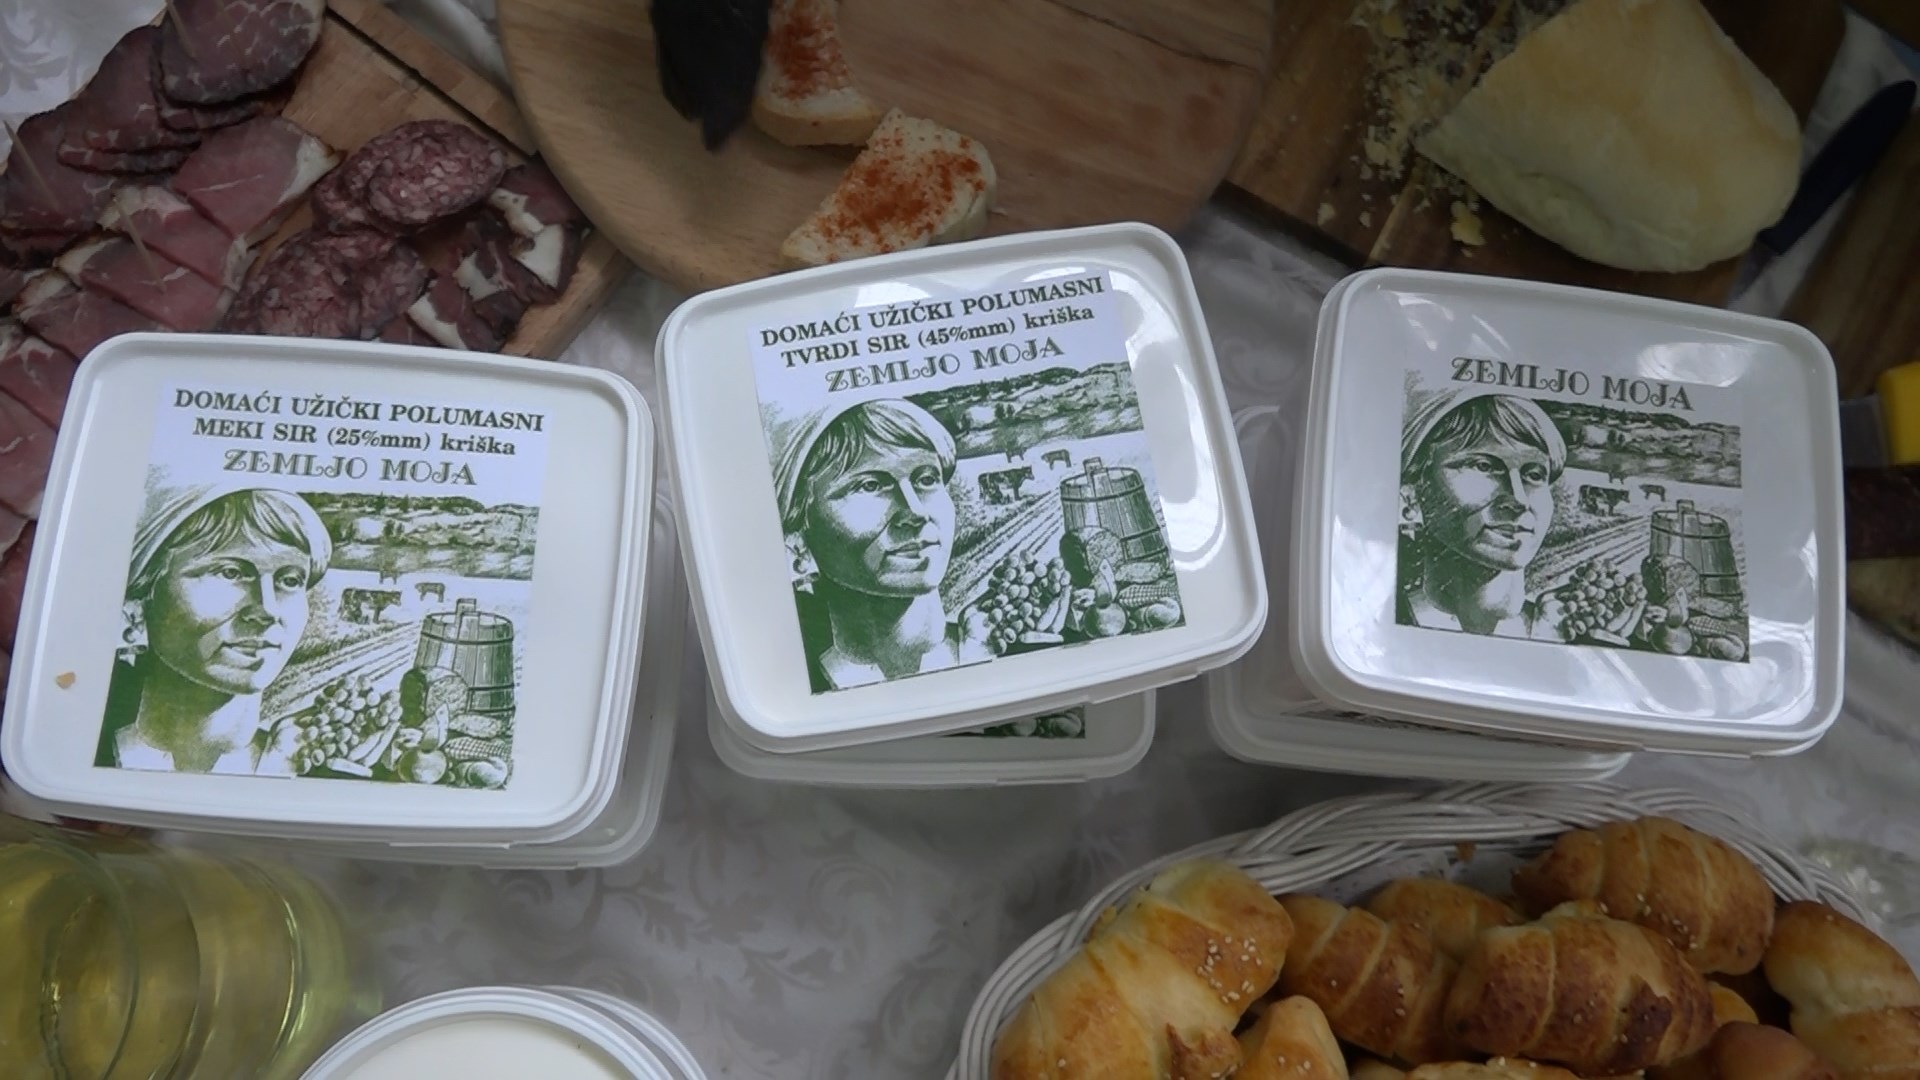 DOMAĆI UŽIČKI POLUMASNI
MEKI SIR (25%mm) kriška
ZEMLJO MOJA
DOMAĆI UŽIČKI POLUMASNI
TVRDI SIR (45%mm) kriška
ZEMLJO MOJA
ZEMLJO MOJA